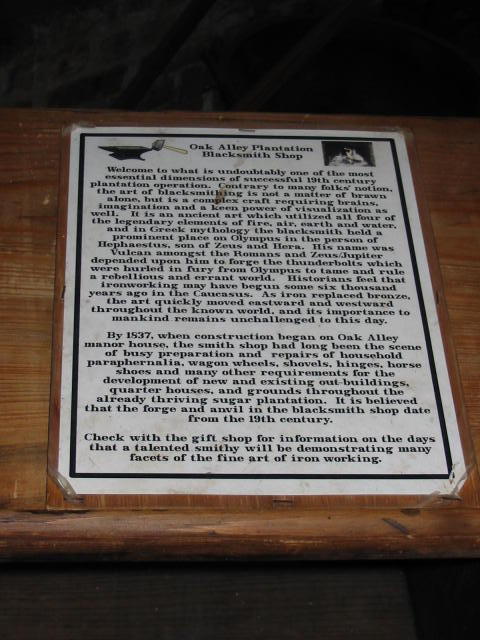 Oak Alley Plantation
Blacksmith Shop
Welcome to what is undoubtably one of the most
essential dimensions of successful 19th century
plantation operation. Contrary to many folks' notion,
the art of blacksmithing is not a matter of brawn
alone, but is a complex craft requiring brains,
imagination and a keen power of visualization as
well. It is an ancient art which utilized all four of
the legendary elements of fire, air, earth and water,
and in Greek mythology the blacksmith held a
prominent place on Olympus in the person of
Hephaestus, son of Zeus and Hera. His name was
Vulcan amongst the Romans and Zeus/Jupiter
depended upon him to forge the thunderbolts which
were hurled in fury from Olympus to tame and rule
a rebellious and errant world. Historians feel that
ironworking may have begun some six thousand
years ago in the Caucasus. As iron replaced bronze,
the art quickly moved eastward and westward
throughout the known world, and its importance to
mankind remains unchallenged to this day.
By 1837, when construction began on Oak Alley
manor house, the smith shop had long been the scene
of busy preparation and repairs of household
paraphernalia, wagon wheels, shovels, hinges, horse
shoes and many other requirements for the
development of new and existing out-buildings,
quarter houses, and grounds throughout the
already thriving sugar plantation. It is believed
that the forge and anvil in the blacksmith shop date
from the 19th century.
Check with the gift shop for information on the days
that a talented smithy will be demonstrating many
facets of the fine art of iron working.